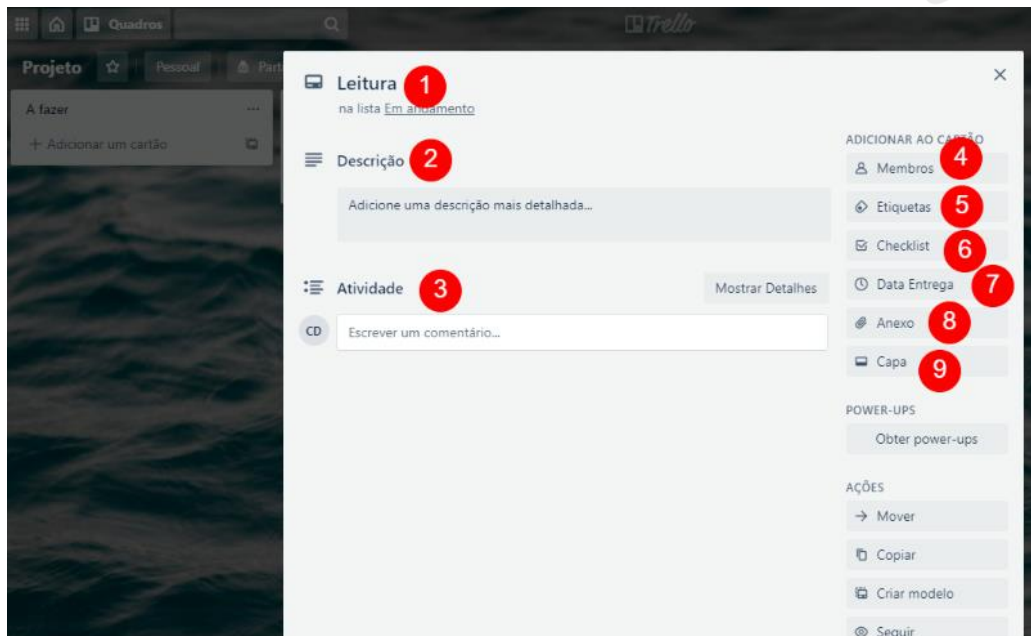 Quadros
Trello
Projeto
Pessoal
Part
A fazer
+ Adicionar um cartão
Leitura 1
na lista Em andamento
Descrição 2
Adicione uma descrição mais detalhada...
Atividade 3
Mostrar Detalhes
CD
Escrever um comentário...
ADICIONAR AO CARTÃO
Membros 4
Etiquetas 5
Checklist 6
Data Entrega 7
Anexo 8
Capa 9
POWER-UPS
Obter power-ups
AÇÕES
Mover
Copiar
Criar modelo
Seguir